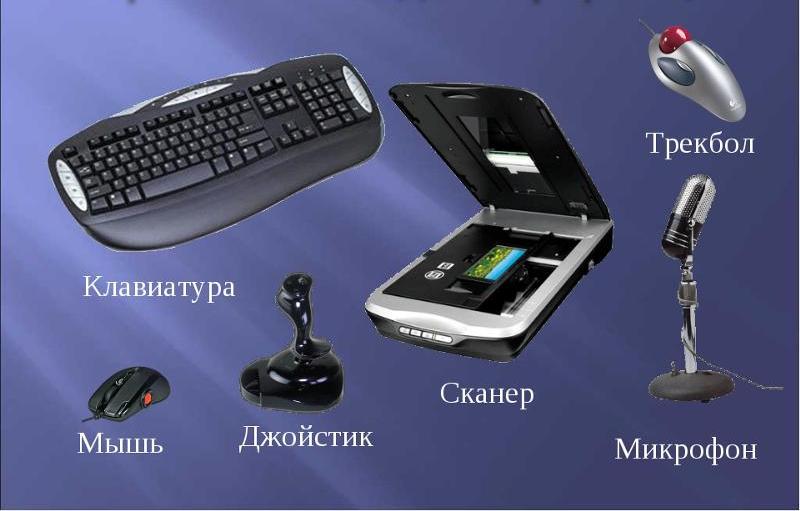 Трекбол
Клавиатура
Сканер
Джойстик
Мышь
Микрофон